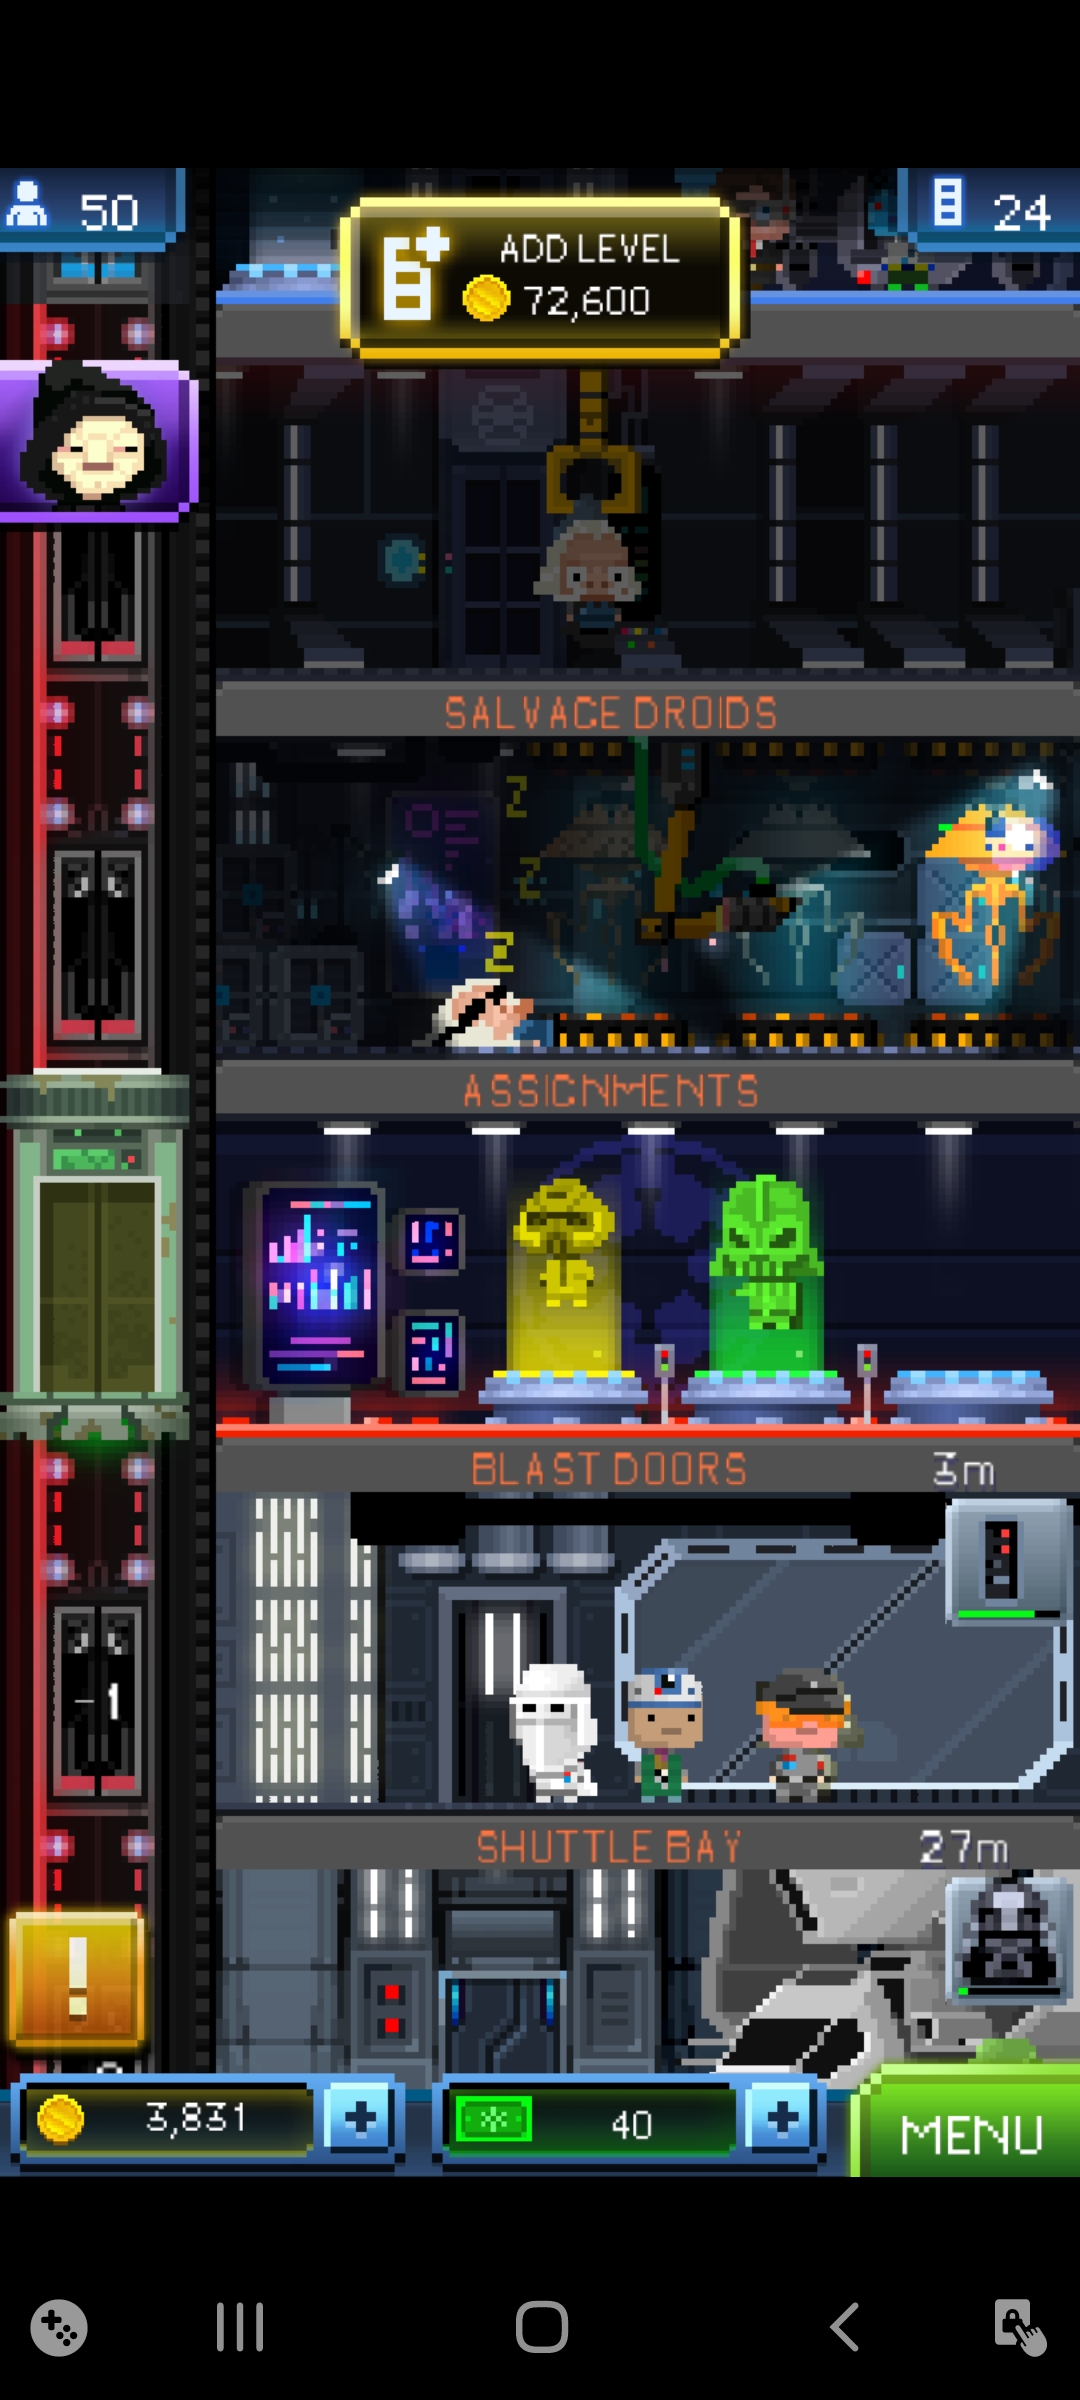 50
24
ADD LEVEL
72,600
SALVAGE DROIDS
Z
Z
Z
ASSIGNMENTS
BLAST DOORS 3m
-1
SHUTTLE BAY 27m
!
3,831 +
40 +
MENU